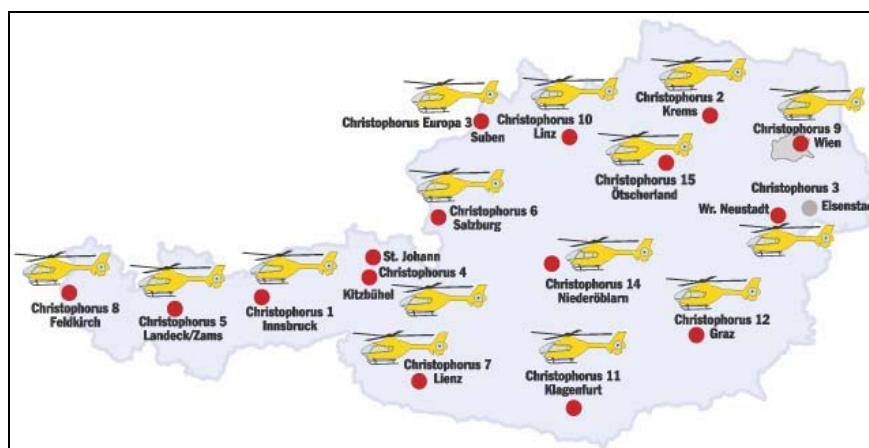 Christophorus 2
Krems
Christophorus Europa 3
Suben
Christophorus 10
Linz
Christophorus 9
Wien
Christophorus 15
Ötscherland
Christophorus 3
Wr. Neustadt
Eisenstad
Christophorus 6
Salzburg
St. Johann
Christophorus 4
Kitzbühel
Christophorus 14
Niederöblarn
Christophorus 8
Feldkirch
Christophorus 5
Landeck/Zams
Christophorus 1
Innsbruck
Christophorus 12
Graz
Christophorus 7
Lienz
Christophorus 11
Klagenfurt